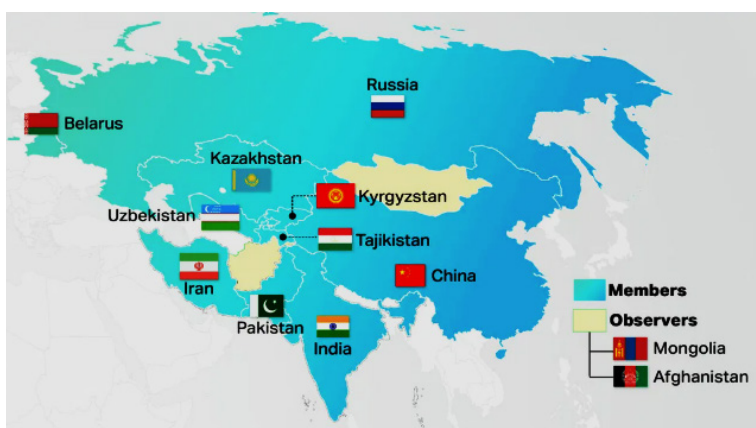 Russia
Belarus
Kazakhstan
Kyrgyzstan
Uzbekistan
Tajikistan
China
Iran
Members
Pakistan
Observers
India
Mongolia
Afghanistan